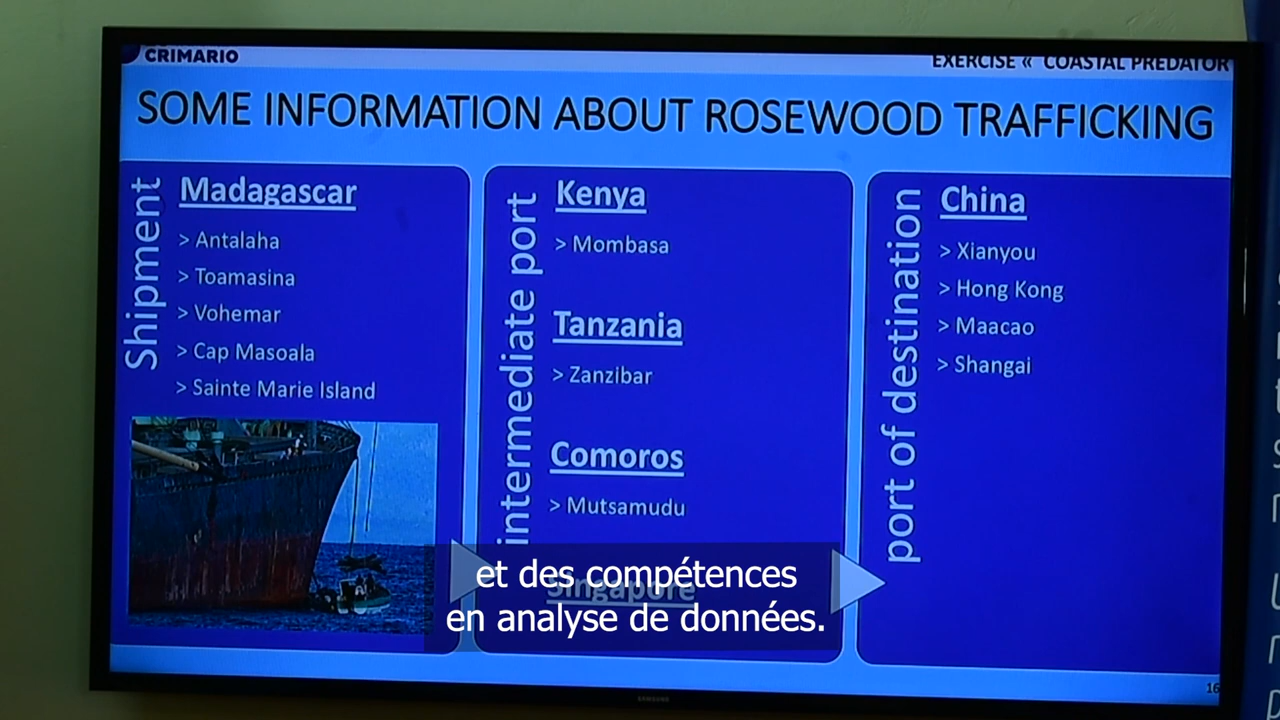 CRIMARIO
EXERCISE « COASTAL PREDATOR
SOME INFORMATION ABOUT ROSEWOOD TRAFFICKING
Shipment
Madagascar
> Antalaha
> Toamasina
> Vohemar
> Cap Masoala
> Sainte Marie Island
intermediate port
Kenya
> Mombasa
Tanzania
> Zanzibar
Comoros
> Mutsamudu
Singapore
port of destination
China
> Xianyou
> Hong Kong
> Maacao
> Shangai
et des compétences
en analyse de données.
16
SAMSUNG